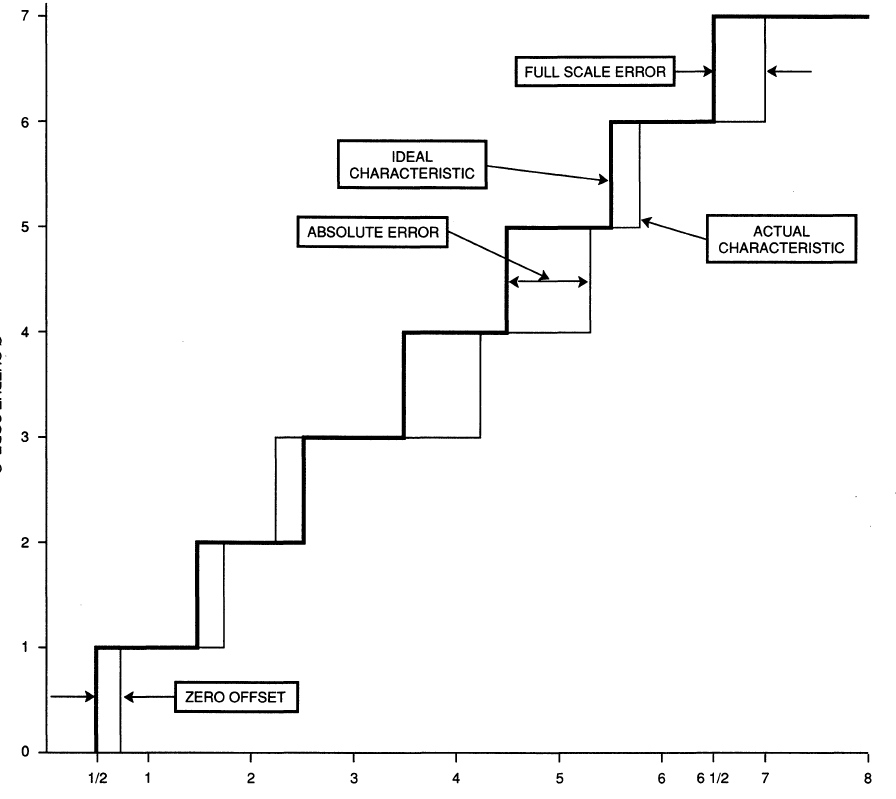 7
FULL SCALE ERROR
6
IDEAL
CHARACTERISTIC
5
ABSOLUTE ERROR
ACTUAL
CHARACTERISTIC
4
3
2
1
ZERO OFFSET
0
1/2 1 2 3 4 5 6 6 1/2 7 8